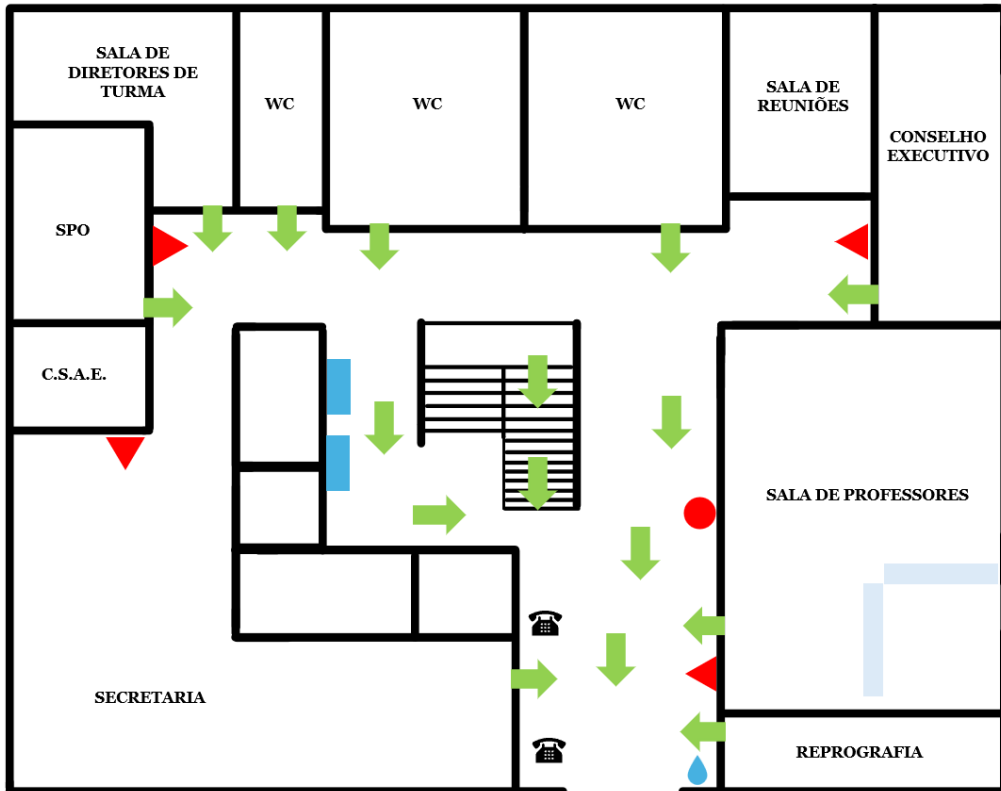 SALA DE
DIRETORES DE
TURMA
WC
WC
WC
SALA DE
REUNIÕES
CONSELHO
EXECUTIVO
SPO
C.S.A.E.
SALA DE PROFESSORES
SECRETARIA
REPROGRAFIA